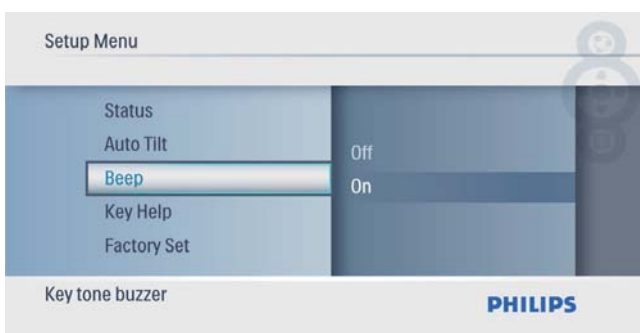 Setup Menu
Status
Auto Tilt
Beep
Key Help
Factory Set
Off
On
Key tone buzzer
PHILIPS